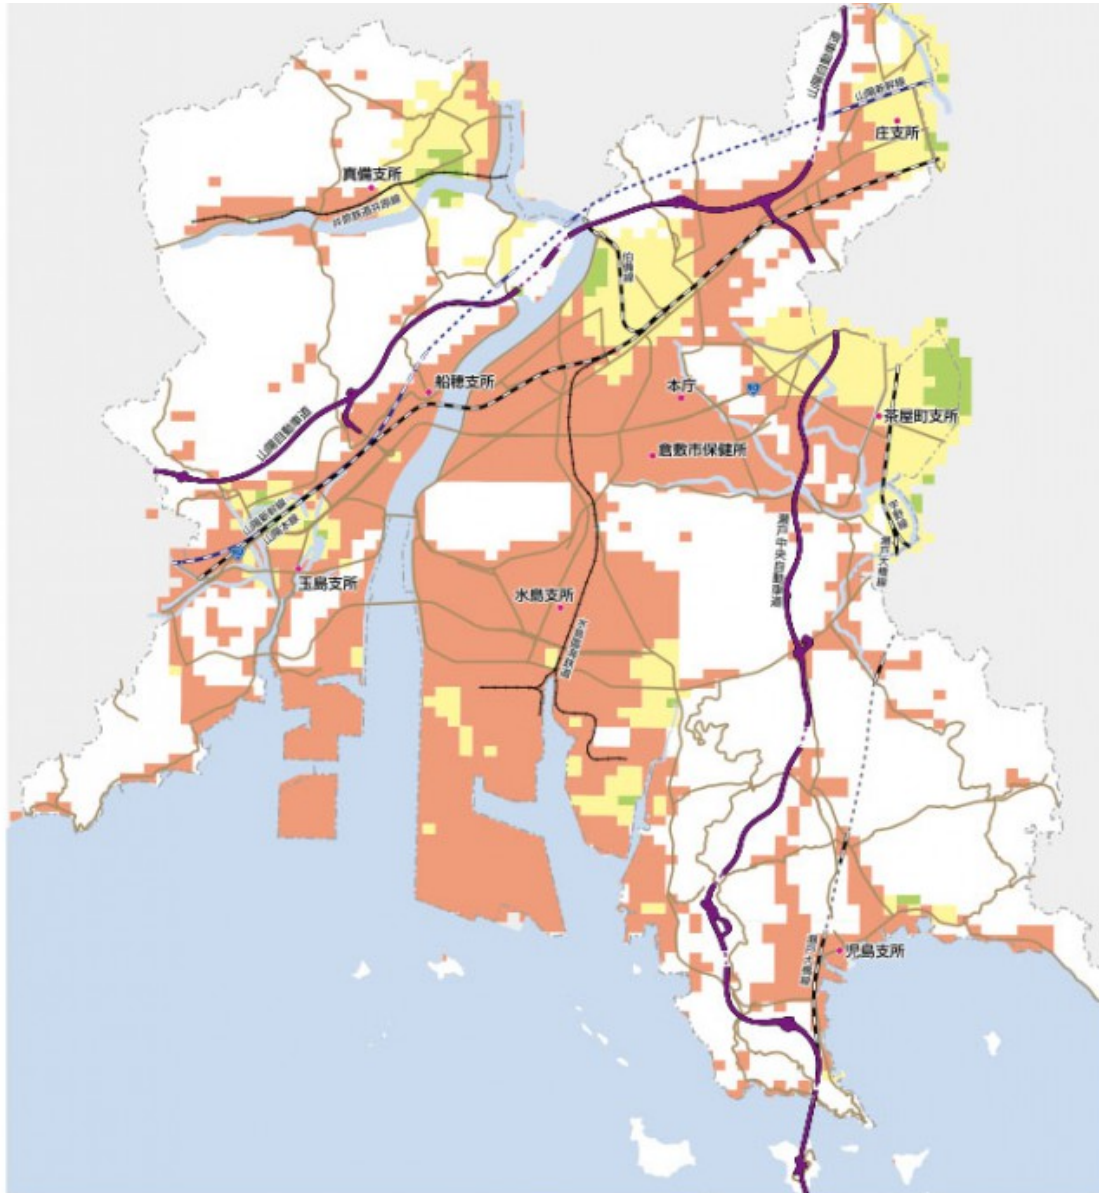 山陽自動車道
山陽新幹線
庄支所
真備支所
井原鉄道井原線
伯備線
船穂支所
本庁
茶屋町支所
山陽自動車道
倉敷市保健所
山陽新幹線
山陽本線
宇野線
瀬戸大橋線
瀬戸中央自動車道
玉島支所
水島支所
水島臨海鉄道
児島支所
瀬戸大橋線